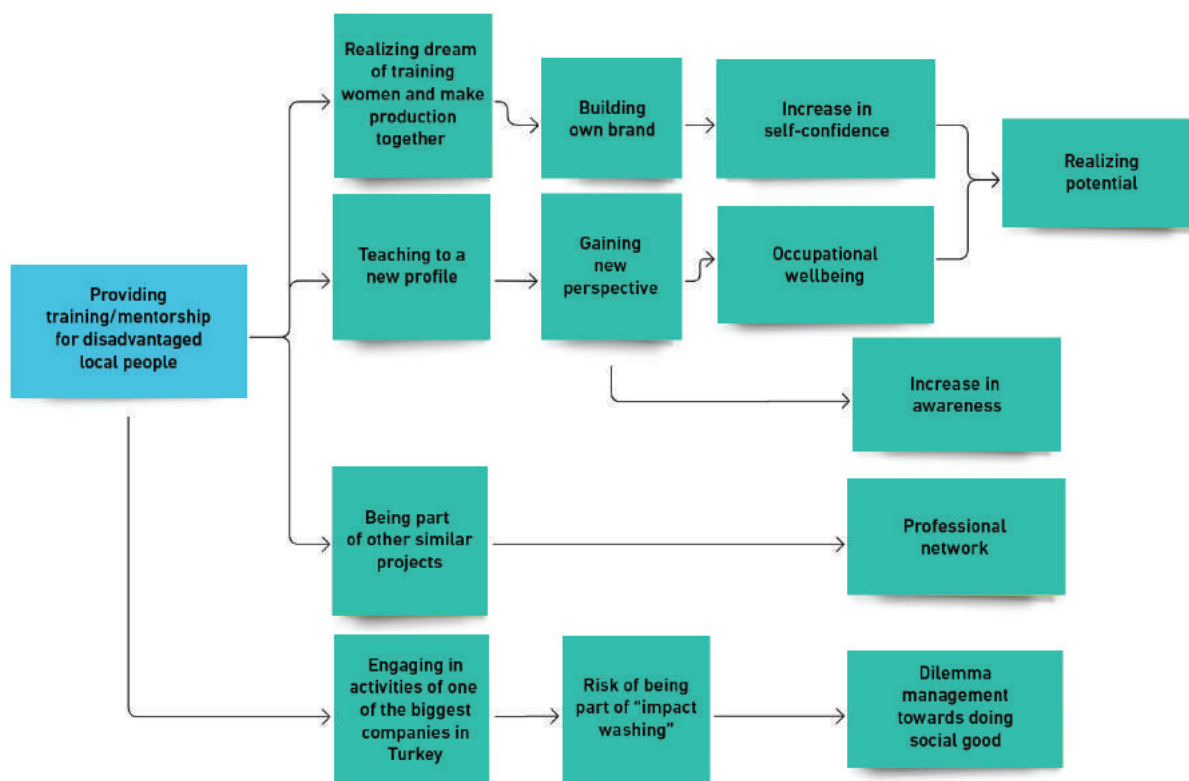 Realizing dream
of training
women and make
production
together
Building
own brand
Increase in
self-confidence
Realizing
potential
Teaching to a
new profile
Gaining
new
perspective
Occupational
wellbeing
Providing
training/mentorship
for disadvantaged
local people
Increase in
awareness
Being part
of other similar
projects
Professional
network
Engaging in
activities of one
of the biggest
companies in
Turkey
Risk of being
part of “impact
washing”
Dilemma
management
towards doing
social good